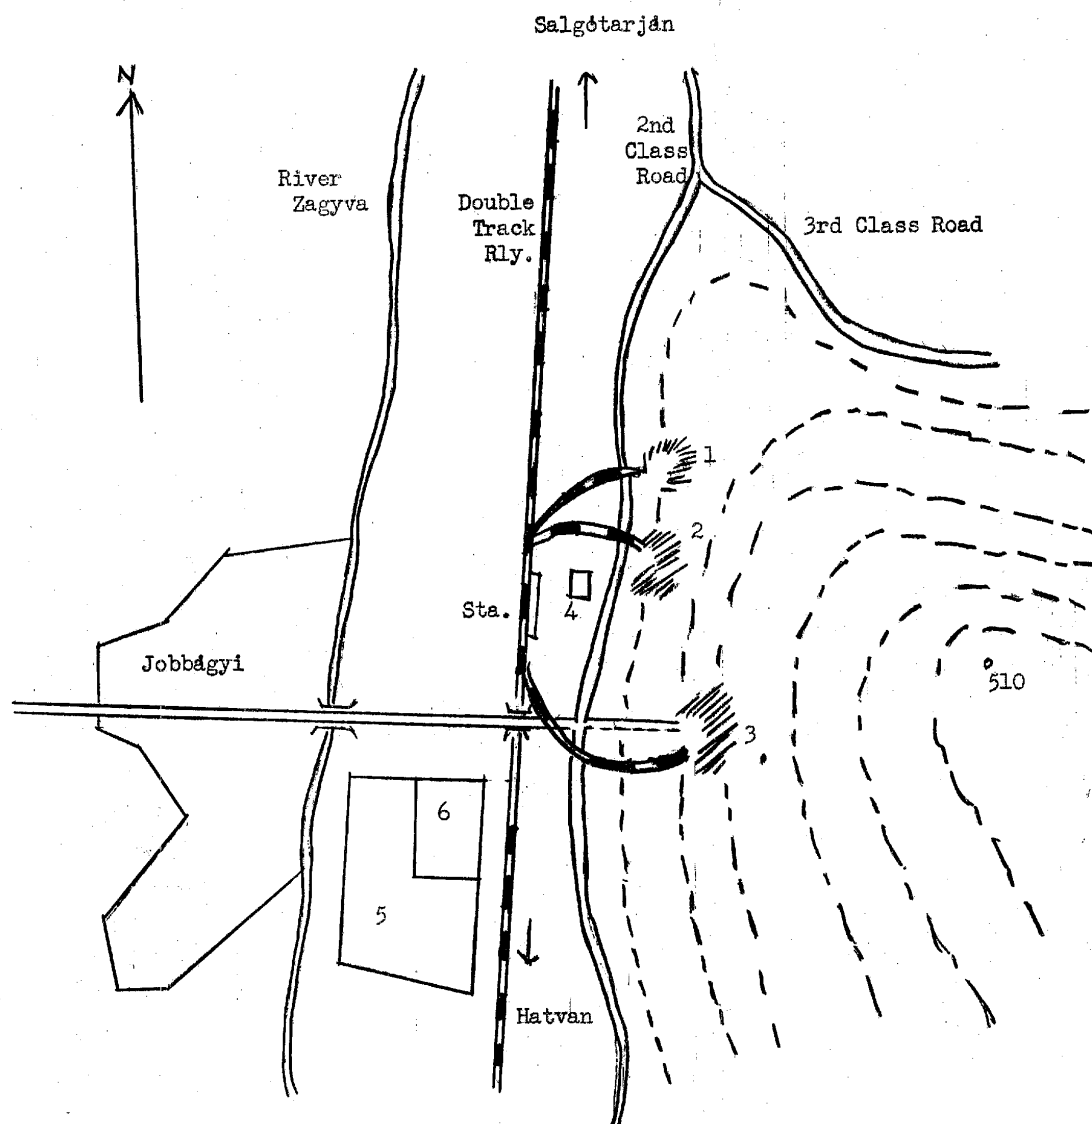 Salgótarján
N
2nd
Class
Road
River
Zagyva
Double
Track
Rly.
3rd Class Road
1
2
Sta.
4
Jobbágyi
510
3
6
5
Hatvan